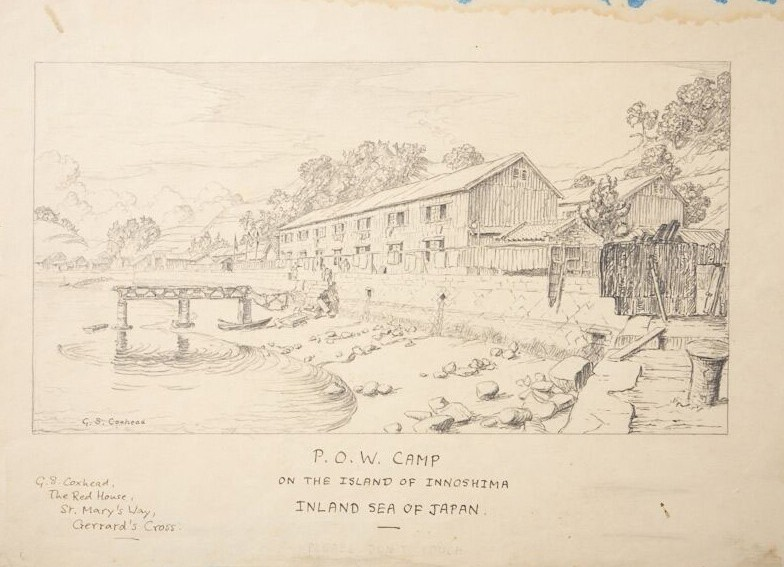 G. S. Coxhead
P.O.W. CAMP
ON THE ISLAND OF INNOSHIMA
INLAND SEA OF JAPAN.
G.S. Coxhead,
The Red House,
St. Mary's Way,
Gerrard's Cross.